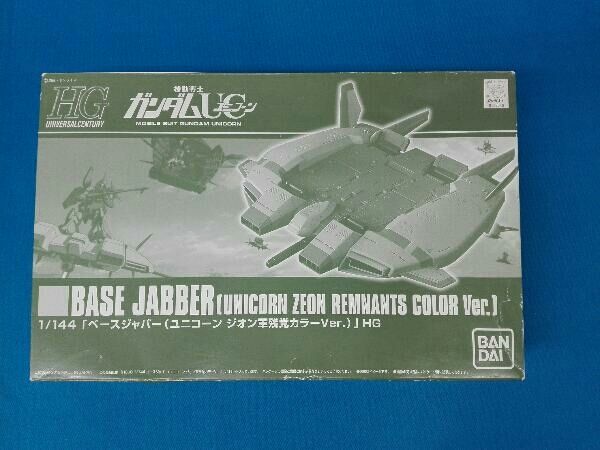 HG
UNIVERSAL CENTURY
機動戦士
ガンダムUC
ユニコーン
MOBILE SUIT GUNDAM UNICORN
BASE JABBER [UNICORN ZEON REMNANTS COLOR Ver.]
1/144「ベースジャバー(ユニコーン ジオン軍残党カラーVer.)」HG
BAN
DAI